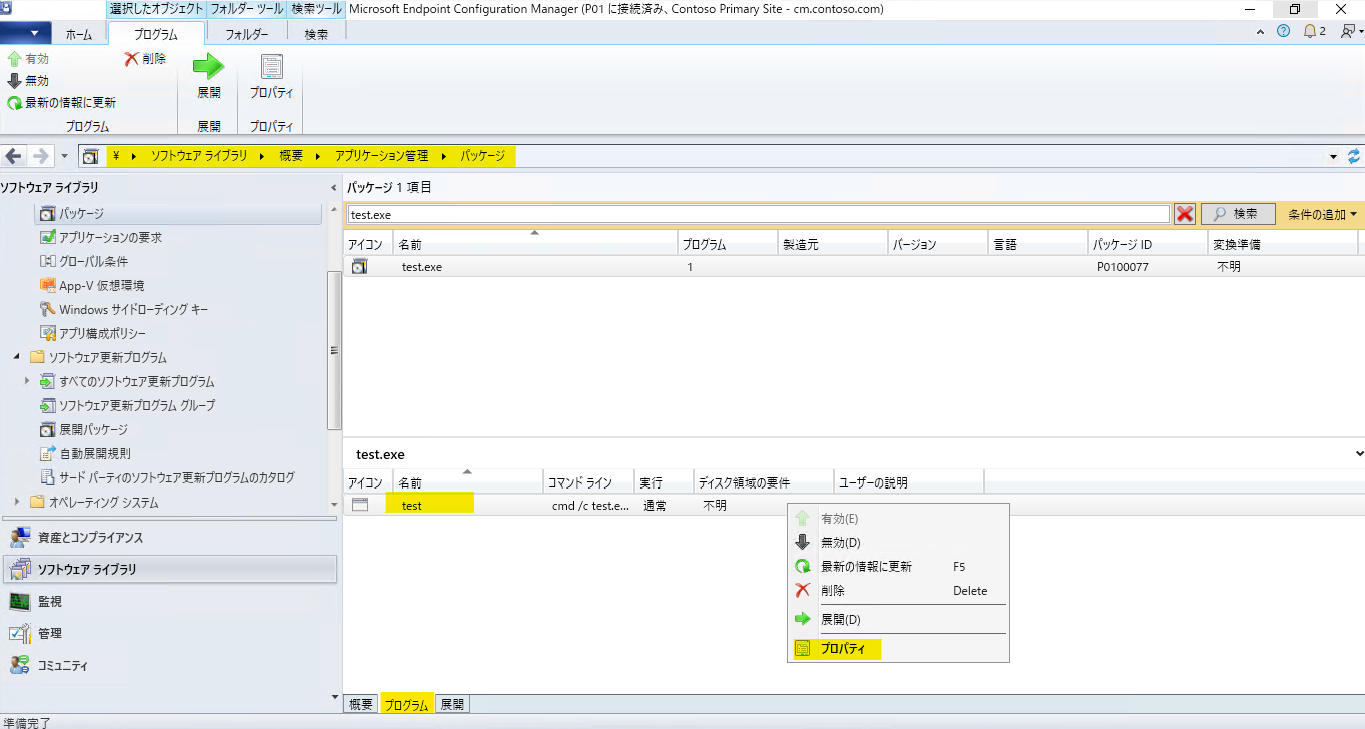 選択したオブジェクト フォルダー ツール 検索ツール Microsoft Endpoint Configuration Manager (P01 に接続済み、Contoso Primary Site - cm.contoso.com)
ホーム プログラム フォルダー 検索 2
有効 削除
無効
最新の情報に更新
展開 プロパティ
プログラム 展開 プロパティ
¥ ソフトウェア ライブラリ 概要 アプリケーション管理 パッケージ
ソフトウェア ライブラリ
パッケージ
アプリケーションの要求
グローバル条件
App-V 仮想環境
Windows サイドローディング キー
アプリ構成ポリシー
ソフトウェア更新プログラム
すべてのソフトウェア更新プログラム
ソフトウェア更新プログラム グループ
展開パッケージ
自動展開規則
サード パーティのソフトウェア更新プログラムのカタログ
オペレーティング システム
資産とコンプライアンス
ソフトウェア ライブラリ
監視
管理
コミュニティ
パッケージ 1 項目
test.exe 検索 条件の追加
アイコン 名前 プログラム 製造元 バージョン 言語 パッケージ ID 変換準備
test.exe 1 P0100077 不明
test.exe
アイコン 名前 コマンド ライン 実行 ディスク領域の要件 ユーザーの説明
test cmd /c test.e... 通常 不明
有効(E)
無効(D)
最新の情報に更新 F5
削除 Delete
展開(D)
プロパティ
概要 プログラム 展開
準備完了